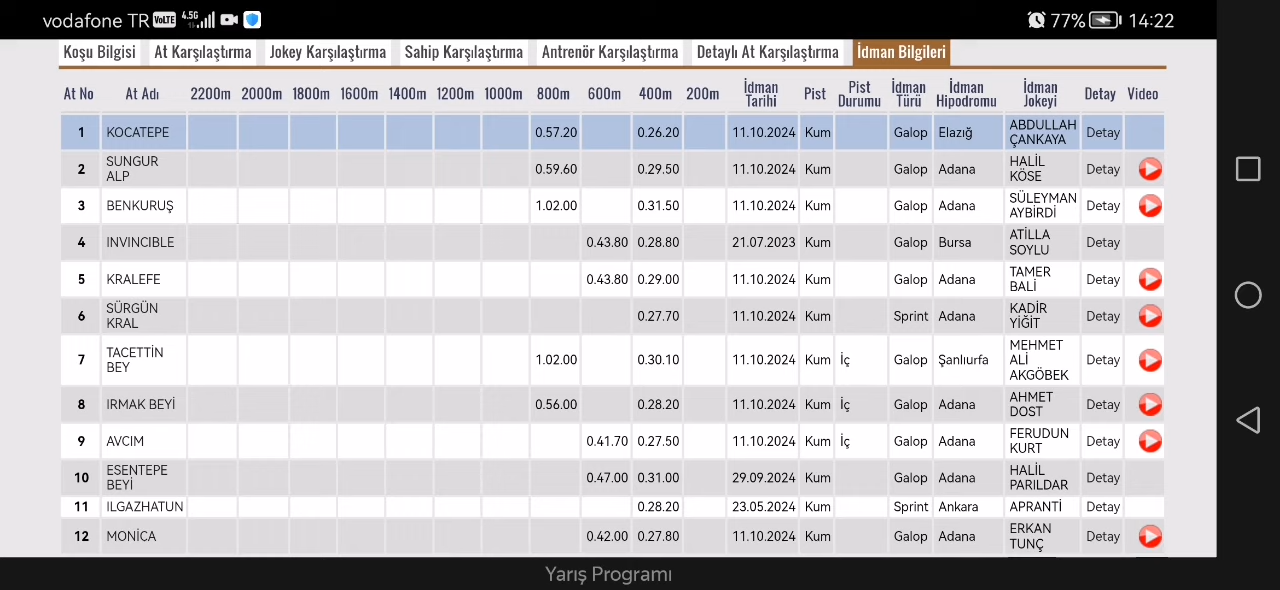 vodafone TR VoLTE 4.5G 77% 14:22
Koşu Bilgisi At Karşılaştırma Jokey Karşılaştırma Sahip Karşılaştırma Antrenör Karşılaştırma Detaylı At Karşılaştırma İdman Bilgileri
At No At Adı 2200m 2000m 1800m 1600m 1400m 1200m 1000m 800m 600m 400m 200m İdman Tarihi Pist Pist Durumu İdman Türü İdman Hipodromu İdman Jokeyi Detay Video
1 KOCATEPE 0.57.20 0.26.20 11.10.2024 Kum Galop Elazığ ABDULLAH ÇANKAYA Detay
2 SUNGUR ALP 0.59.60 0.29.50 11.10.2024 Kum Galop Adana HALİL KÖSE Detay
3 BENKURUŞ 1.02.00 0.31.50 11.10.2024 Kum Galop Adana SÜLEYMAN AYBİRDİ Detay
4 INVINCIBLE 0.43.80 0.28.80 21.07.2023 Kum Galop Bursa ATİLLA SOYLU Detay
5 KRALEFE 0.43.80 0.29.00 11.10.2024 Kum Galop Adana TAMER BALİ Detay
6 SÜRGÜN KRAL 0.27.70 11.10.2024 Kum Sprint Adana KADİR YİĞİT Detay
7 TACETTİN BEY 1.02.00 0.30.10 11.10.2024 Kum İç Galop Şanlıurfa MEHMET ALİ AKGÖBEK Detay
8 IRMAK BEYİ 0.56.00 0.28.20 11.10.2024 Kum İç Galop Adana AHMET DOST Detay
9 AVCIM 0.41.70 0.27.50 11.10.2024 Kum İç Galop Adana FERUDUN KURT Detay
10 ESENTEPE BEYİ 0.47.00 0.31.00 29.09.2024 Kum Galop Adana HALİL PARILDAR Detay
11 ILGAZHATUN 0.28.20 23.05.2024 Kum Sprint Ankara APRANTİ Detay
12 MONİCA 0.42.00 0.27.80 11.10.2024 Kum Galop Adana ERKAN TUNÇ Detay
Yarış Programı